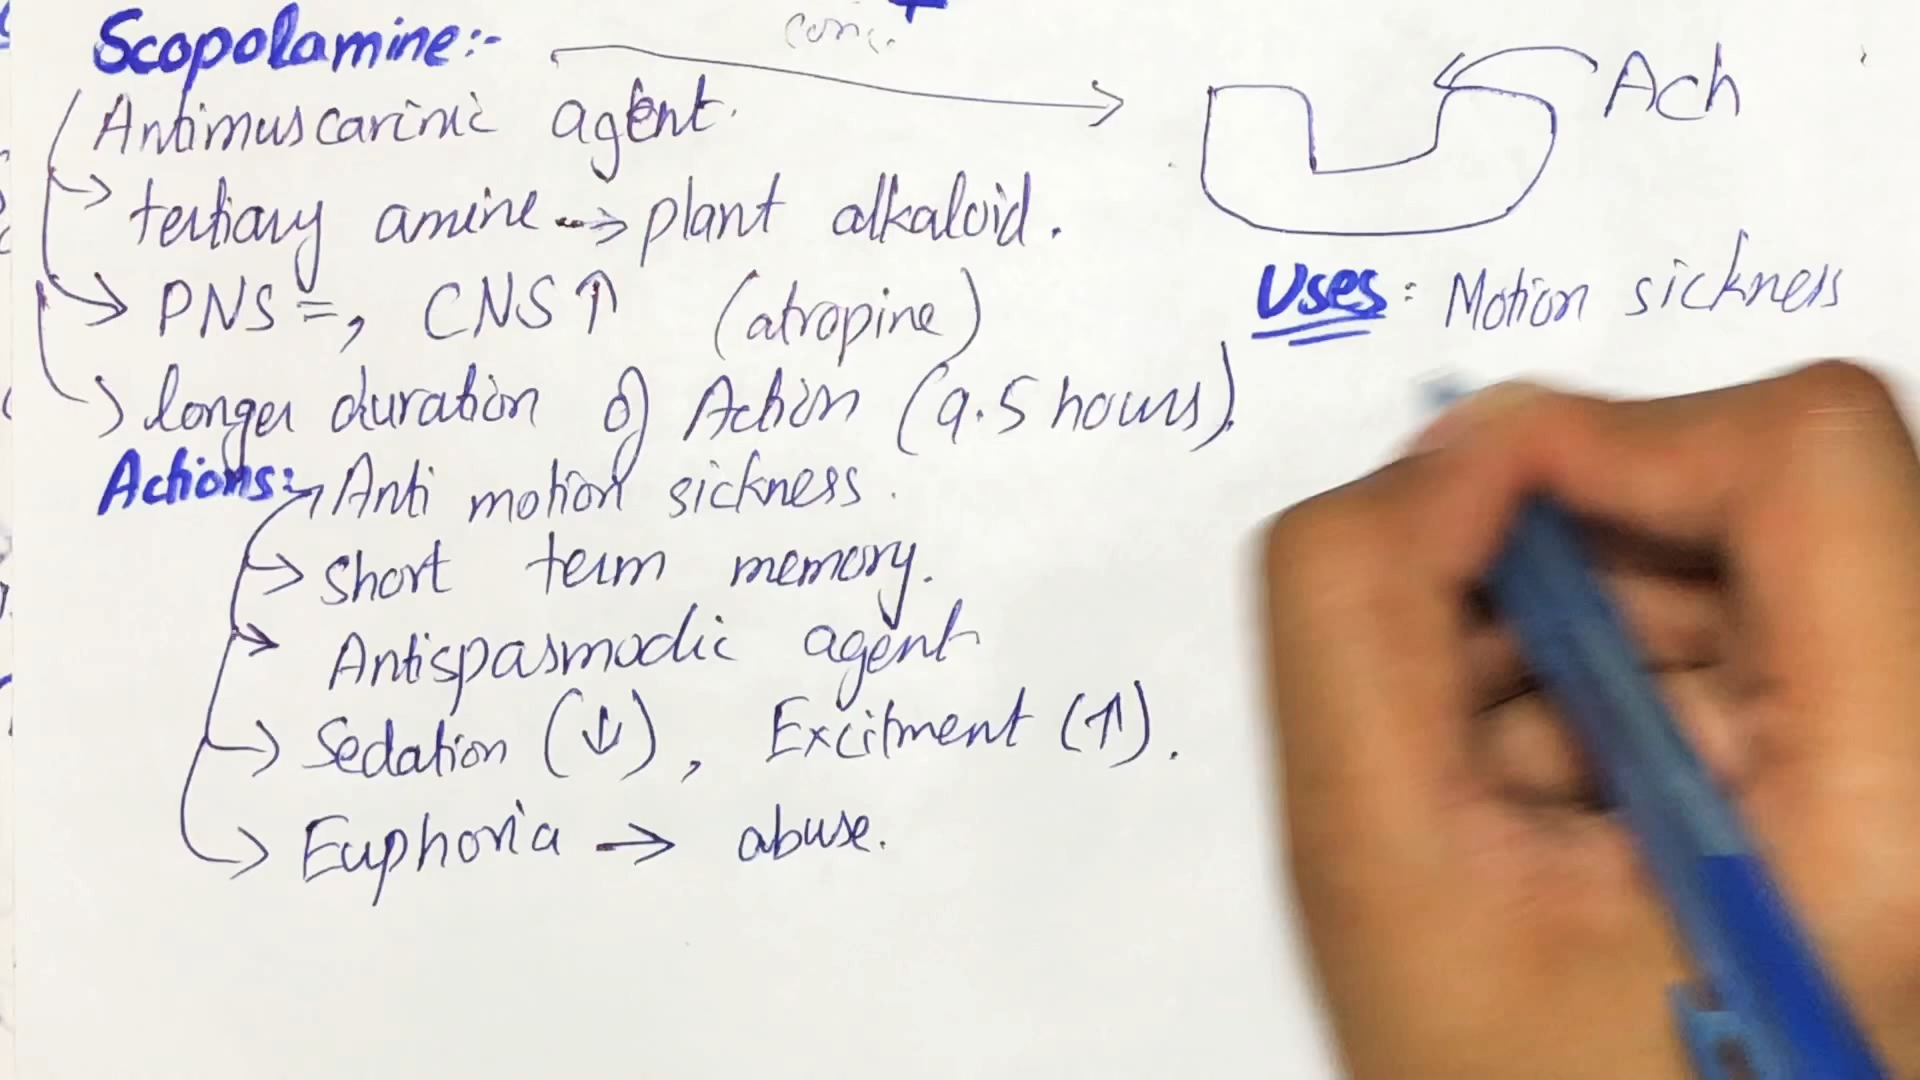 Scopolamine:-
Antimuscarinic agent.
tertiary amine → plant alkaloid.
PNS =, CNS ↑ (atropine)
longer duration of Action (9.5 hours).
Actions: Anti motion sickness.
Short term memory.
Antispasmodic agent
Sedation (↓), Excitment (↑).
Euphoria → abuse.
Ach
Uses: Motion sickness